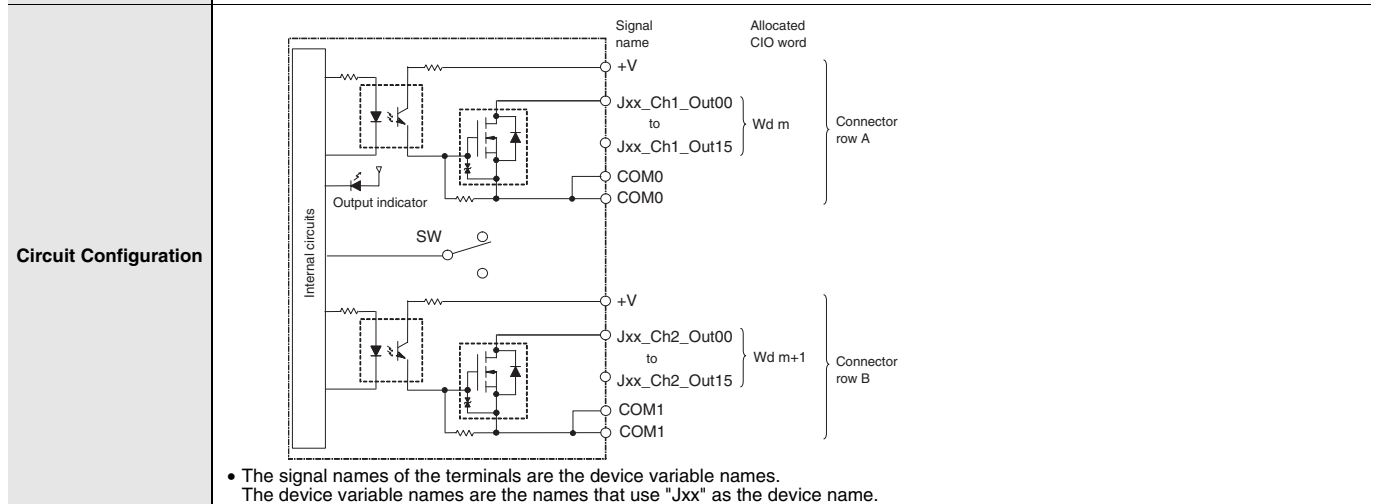 Circuit Configuration
Signal name
Allocated CIO word
+V
Jxx_Ch1_Out00
to
Jxx_Ch1_Out15
Wd m
Connector row A
COM0
COM0
Output indicator
Internal circuits
SW
+V
Jxx_Ch2_Out00
to
Jxx_Ch2_Out15
Wd m+1
Connector row B
COM1
COM1
• The signal names of the terminals are the device variable names.
The device variable names are the names that use "Jxx" as the device name.